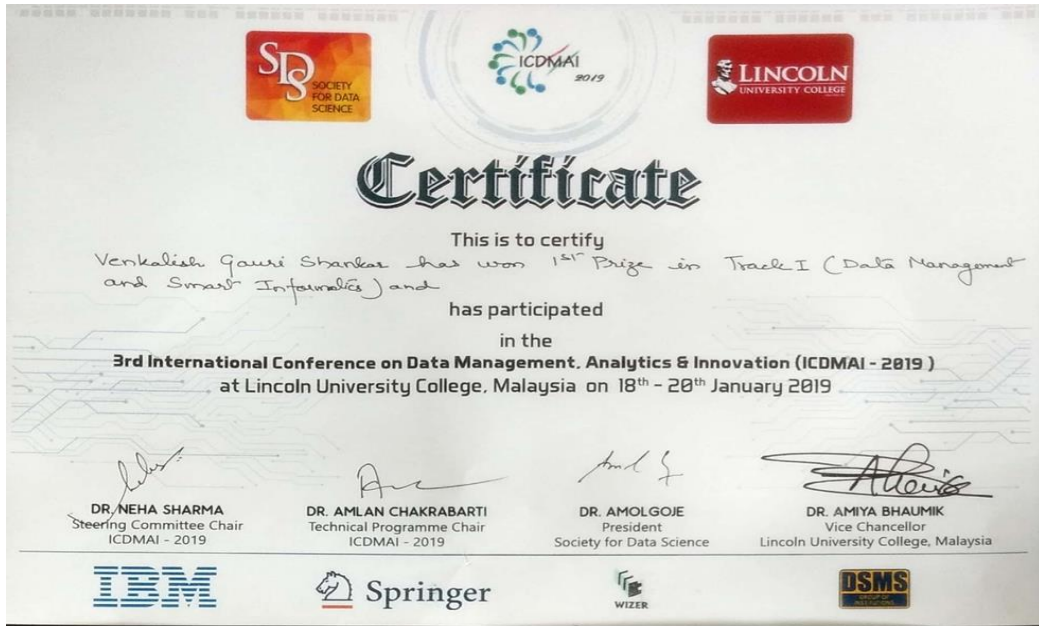 SDS
SOCIETY
FOR DATA
SCIENCE
ICDMAI
2019
LINCOLN
UNIVERSITY COLLEGE
Certificate
This is to certify
Venkalish Gauri Shankar has won 1ST Prize in Track I (Data Management
and Smart Informatics) and
has participated
in the
3rd International Conference on Data Management, Analytics & Innovation (ICDMAI - 2019 )
at Lincoln University College, Malaysia on 18th - 20th January 2019
DR. NEHA SHARMA
Steering Committee Chair
ICDMAI - 2019
DR. AMLAN CHAKRABARTI
Technical Programme Chair
ICDMAI - 2019
DR. AMOLGOJE
President
Society for Data Science
DR. AMIYA BHAUMIK
Vice Chancellor
Lincoln University College, Malaysia
IBM
Springer
WIZER
DSMS
GROUP OF
INSTITUTIONS